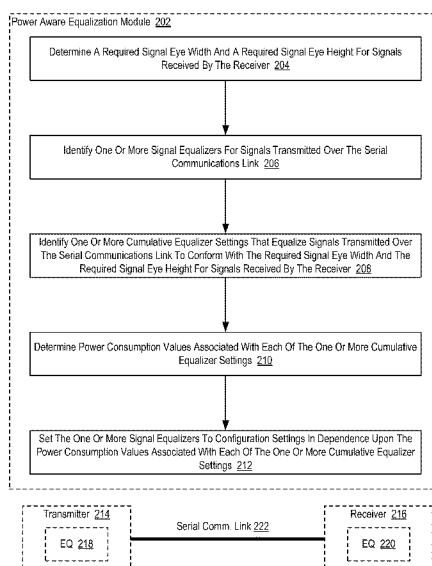 Power Aware Equalization Module 202
Determine A Required Signal Eye Width And A Required Signal Eye Height For Signals
Received By The Receiver 204
Identify One Or More Signal Equalizers For Signals Transmitted Over The Serial
Communications Link 206
Identify One Or More Cumulative Equalizer Settings That Equalize Signals Transmitted Over
The Serial Communications Link To Conform With The Required Signal Eye Width And The
Required Signal Eye Height For Signals Received By The Receiver 208
Determine Power Consumption Values Associated With Each Of The One Or More Cumulative
Equalizer Settings 210
Set The One Or More Signal Equalizers To Configuration Settings In Dependence Upon The
Power Consumption Values Associated With Each Of The One Or More Cumulative Equalizer
Settings 212
Transmitter 214
Serial Comm. Link 222
Receiver 216
EQ 218
EQ 220